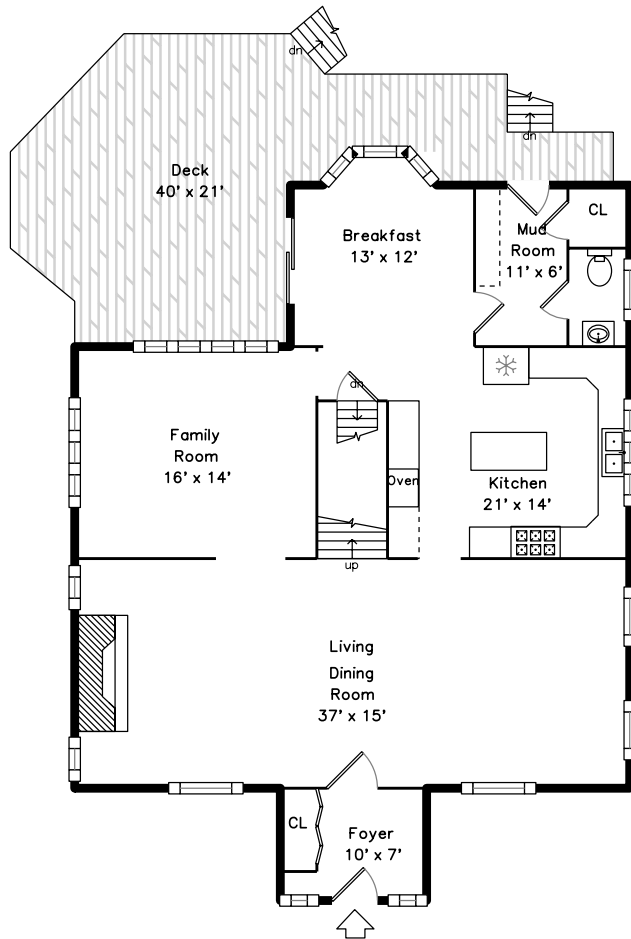 dn
dn
Deck
40' x 21'
CL
Breakfast
13' x 12'
Mud
Room
11' x 6'
dn
Family
Room
16' x 14'
Oven
Kitchen
21' x 14'
up
Living
Dining
Room
37' x 15'
CL
Foyer
10' x 7'